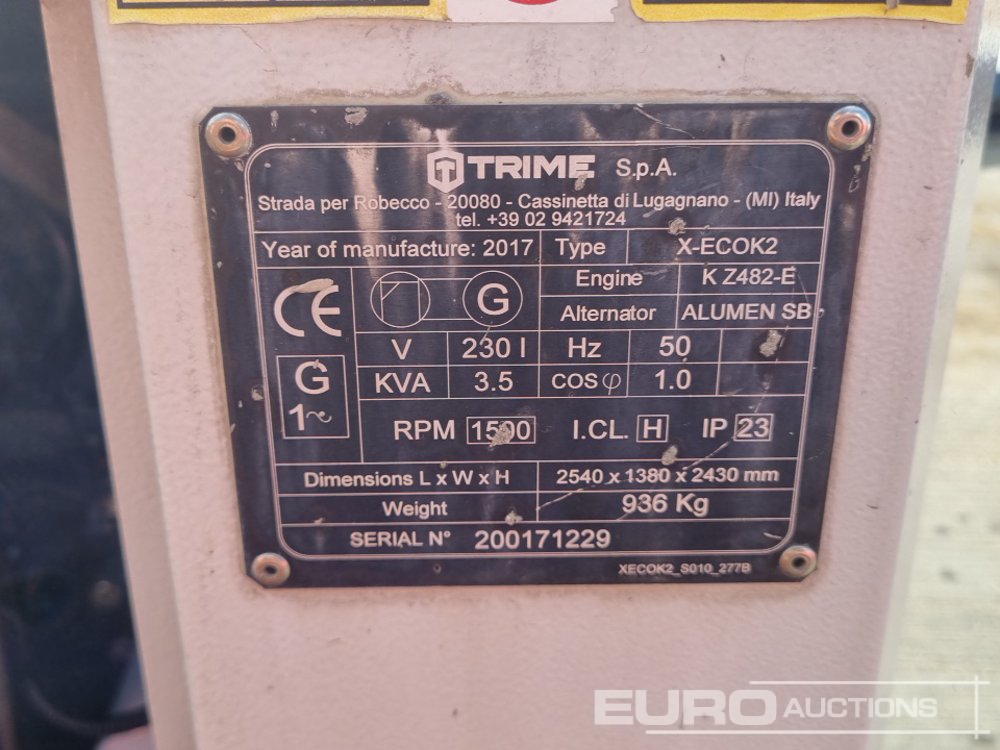 TRIME S.p.A.
Strada per Robecco - 20080 - Cassinetta di Lugagnano - (MI) Italy
tel. +39 02 9421724
Year of manufacture: 2017 Type X-ECOK2
Engine K Z482-E
CE G Alternator ALUMEN SB
V 230 I Hz 50
G KVA 3.5 COS φ 1.0
1~
RPM 1500 I.CL. H IP 23
Dimensions L x W x H 2540 x 1380 x 2430 mm
Weight 936 Kg
SERIAL N° 200171229
XECOK2_S010_277B
EURO AUCTIONS